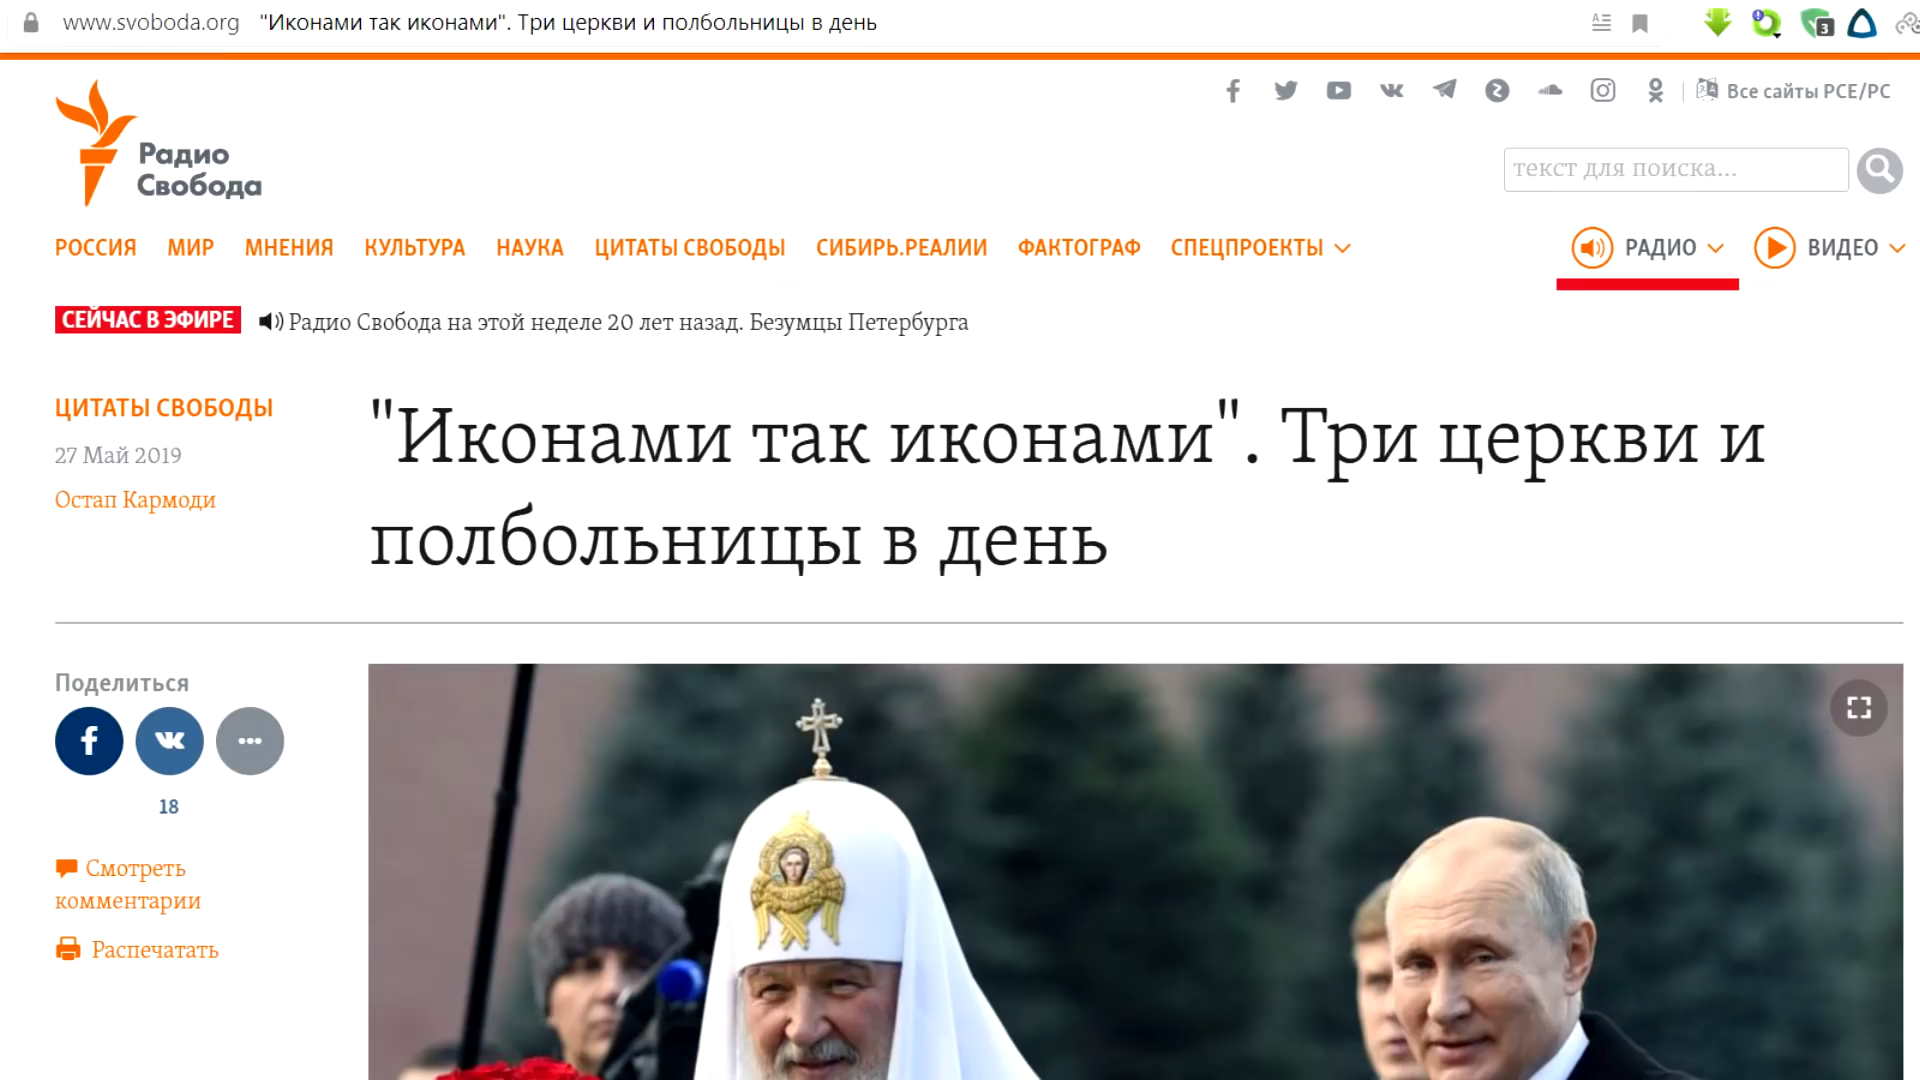 www.svoboda.org "Иконами так иконами". Три церкви и полбольницы в день
3
Все сайты РСЕ/РС
Радио
Свобода
текст для поиска...
РОССИЯ МИР МНЕНИЯ КУЛЬТУРА НАУКА ЦИТАТЫ СВОБОДЫ СИБИРЬ.РЕАЛИИ ФАКТОГРАФ СПЕЦПРОЕКТЫ РАДИО ВИДЕО
СЕЙЧАС В ЭФИРЕ Радио Свобода на этой неделе 20 лет назад. Безумцы Петербурга
ЦИТАТЫ СВОБОДЫ
27 Май 2019
Остап Кармоди
"Иконами так иконами". Три церкви и
полбольницы в день
Поделиться
18
Смотреть
комментарии
Распечатать